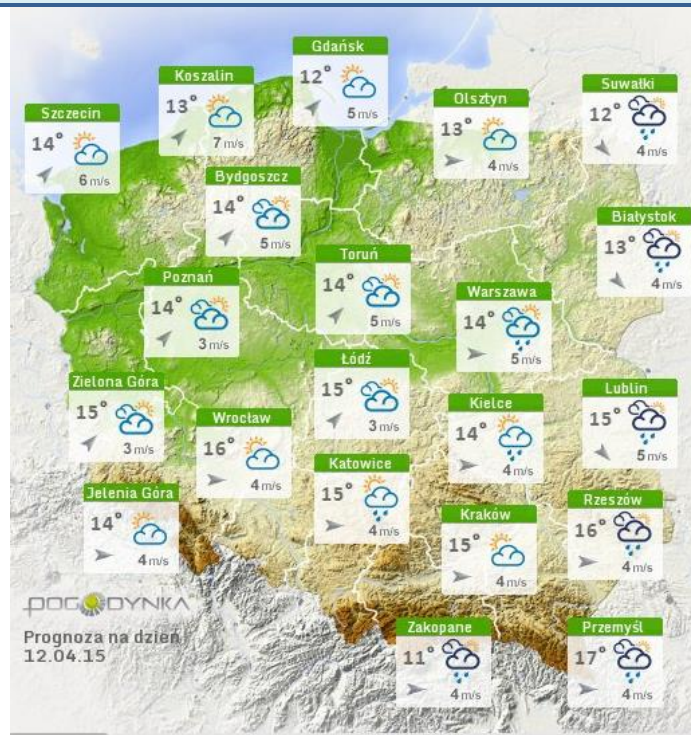 Gdańsk
12°
5 m/s
Koszalin
13°
7 m/s
Suwałki
12°
4 m/s
Olsztyn
13°
4 m/s
Szczecin
14°
6 m/s
Bydgoszcz
14°
5 m/s
Białystok
13°
4 m/s
Toruń
14°
5 m/s
Poznań
14°
3 m/s
Warszawa
14°
5 m/s
Łódź
15°
3 m/s
Zielona Góra
15°
3 m/s
Lublin
15°
5 m/s
Kielce
14°
4 m/s
Wrocław
16°
4 m/s
Katowice
15°
4 m/s
Jelenia Góra
14°
4 m/s
Rzeszów
16°
4 m/s
Kraków
15°
4 m/s
POGODYNKA
Prognoza na dzień
12.04.15
Zakopane
11°
4 m/s
Przemyśl
17°
4 m/s